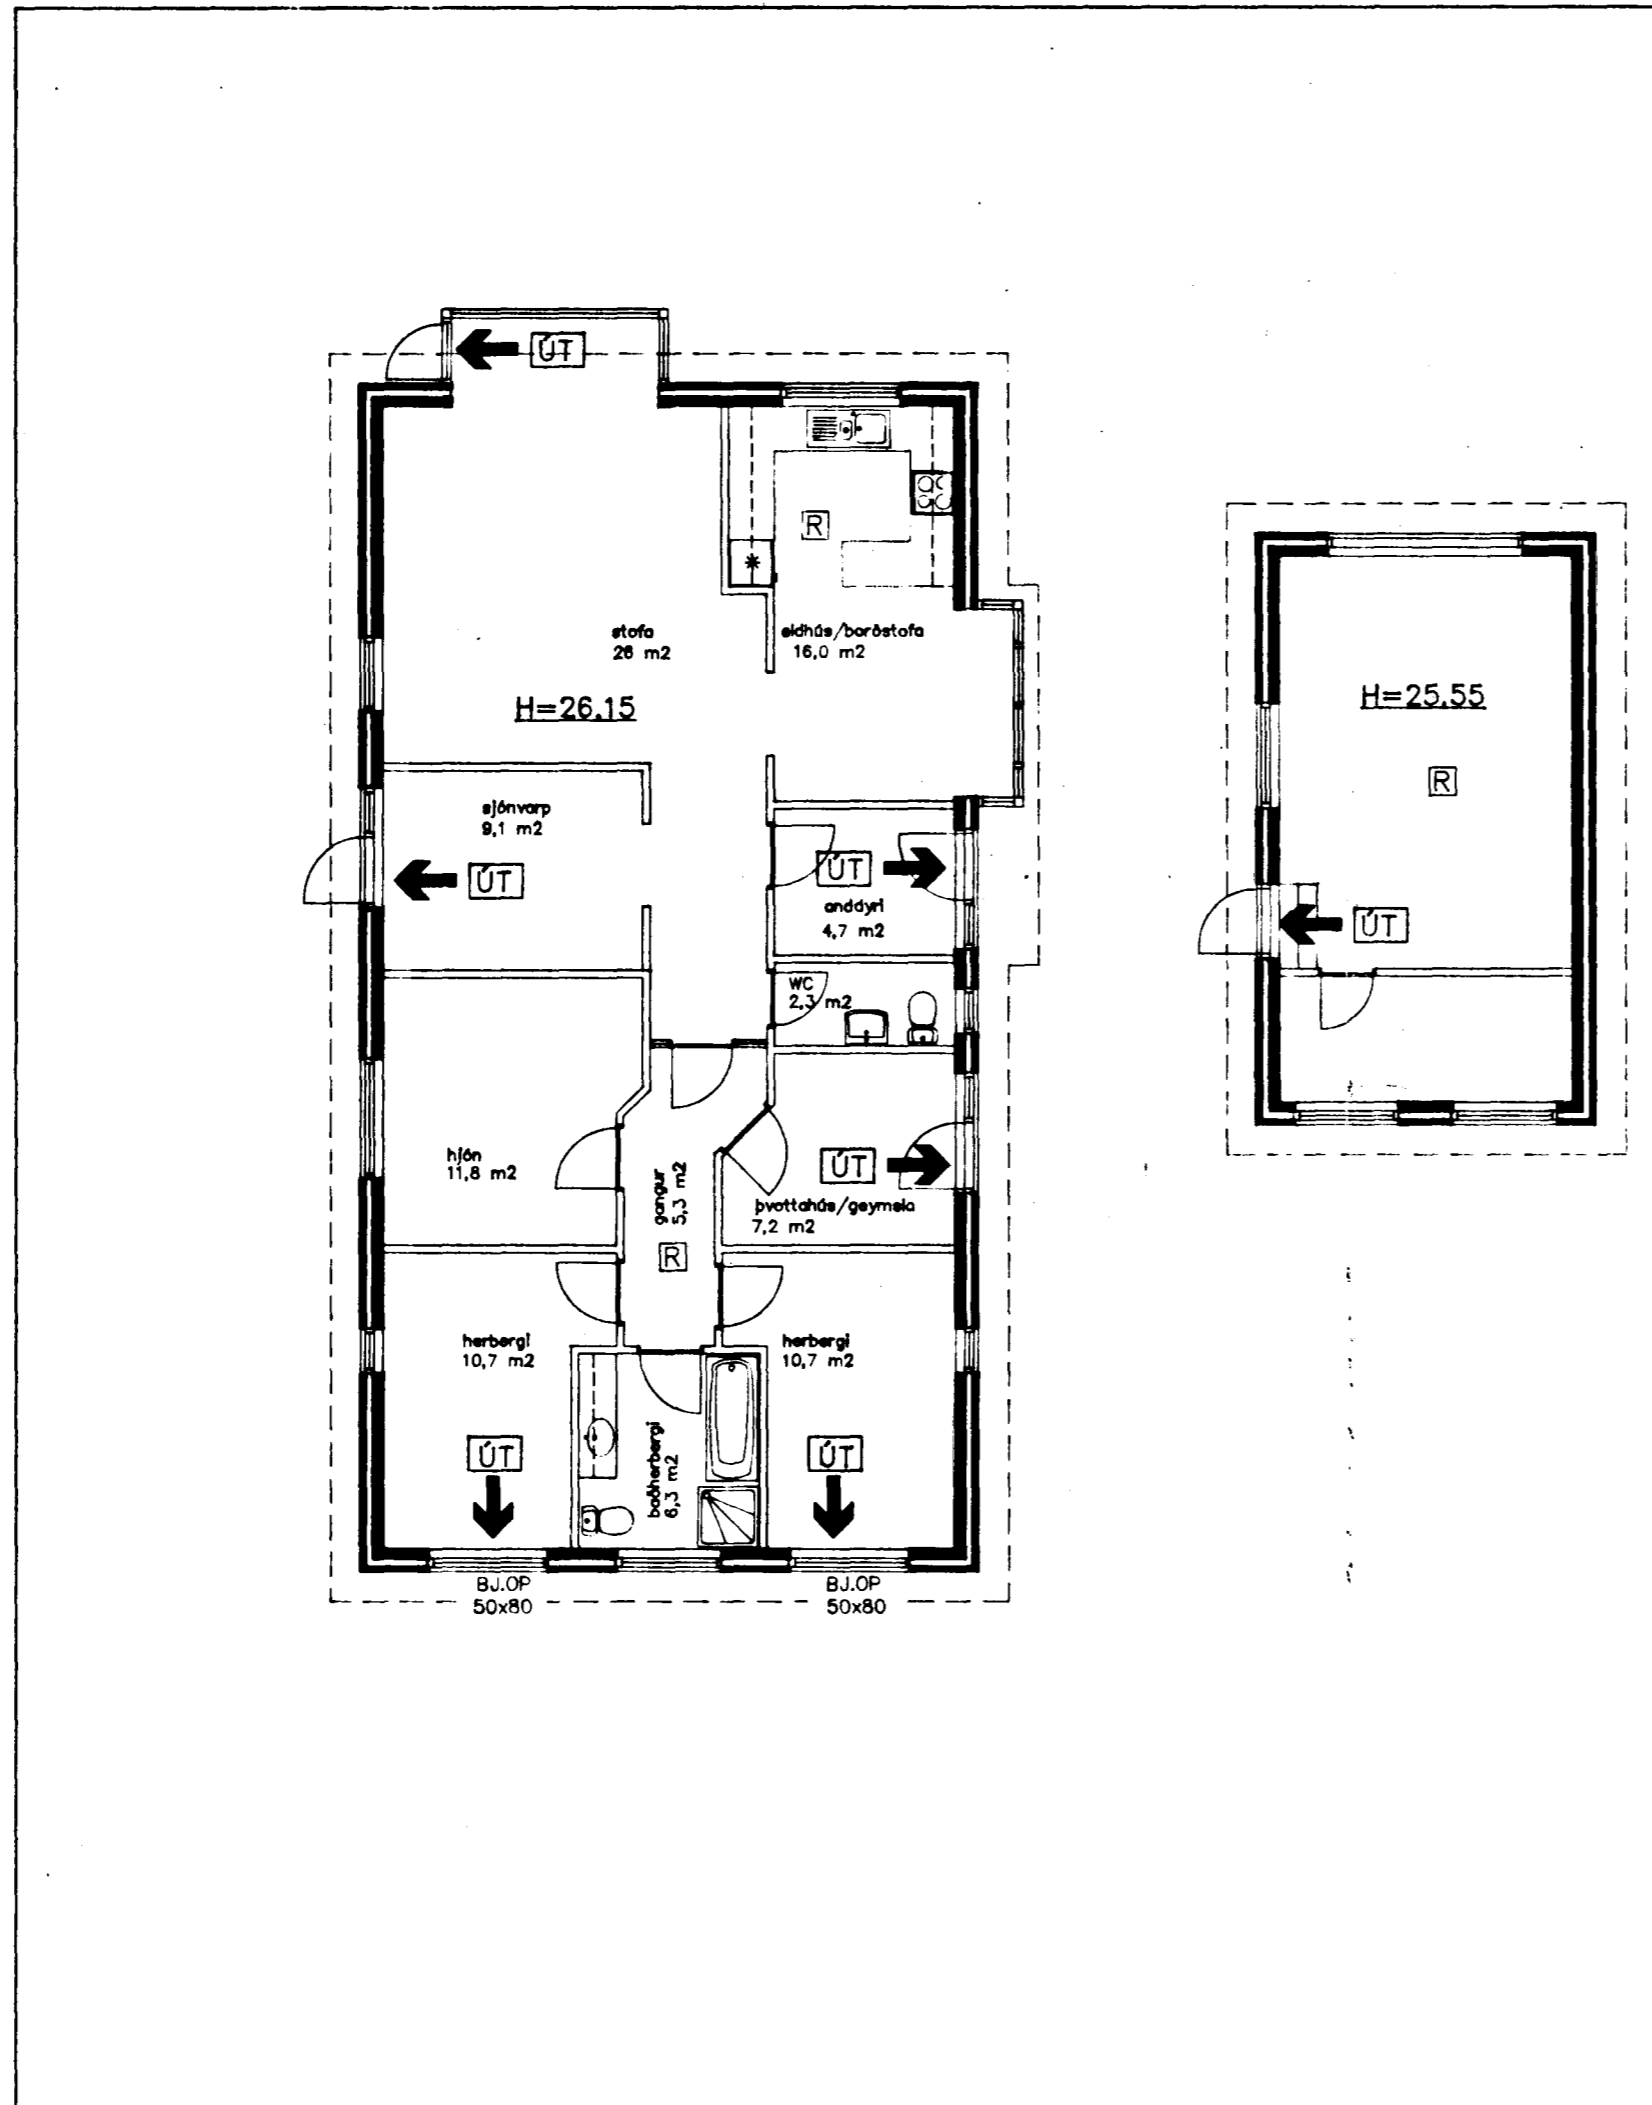 ÚT
R
stofa
26 m2
eldhús/borðstofa
16,0 m2
H=26,15
H=25,55
R
sjónvarp
9,1 m2
ÚT
ÚT
anddyri
4,7 m2
ÚT
WC
2,3 m2
hjón
11,8 m2
gangur
5,3 m2
R
ÚT
þvottahús/geymsla
7,2 m2
herbergi
10,7 m2
herbergi
10,7 m2
ÚT
baðherbergi
6,3 m2
ÚT
BJ.OP
50x80
BJ.OP
50x80